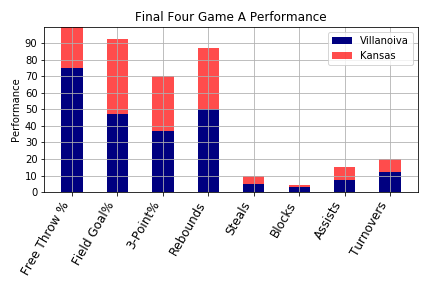 Final Four Game A Performance
Villanoiva
Kansas
Performance
90
80
70
60
50
40
30
20
10
0
Free Throw %
Field Goal%
3-Point%
Rebounds
Steals
Blocks
Assists
Turnovers